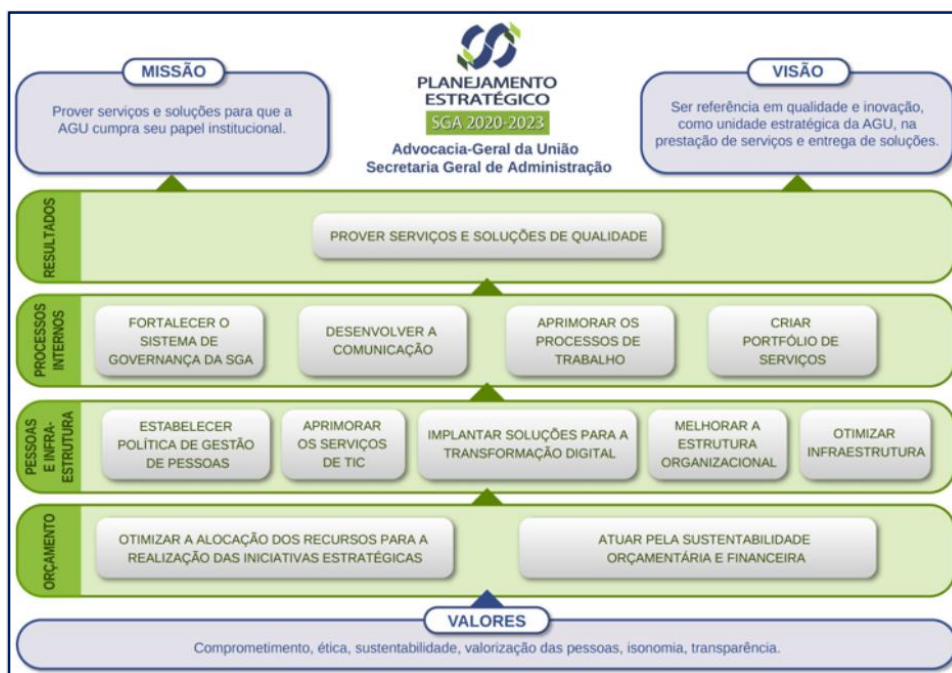 MISSÃO
Prover serviços e soluções para que a
AGU cumpra seu papel institucional.
PLANEJAMENTO
ESTRATÉGICO
SGA 2020-2023
Advocacia-Geral da União
Secretaria Geral de Administração
VISÃO
Ser referência em qualidade e inovação,
como unidade estratégica da AGU, na
prestação de serviços e entrega de soluções.
RESULTADOS
PROVER SERVIÇOS E SOLUÇÕES DE QUALIDADE
PROCESSOS
INTERNOS
FORTALECER O
SISTEMA DE
GOVERNANÇA DA SGA
DESENVOLVER A
COMUNICAÇÃO
APRIMORAR OS
PROCESSOS DE
TRABALHO
CRIAR
PORTFÓLIO DE
SERVIÇOS
PESSOAS
E INFRA-
ESTRUTURA
ESTABELECER
POLÍTICA DE GESTÃO
DE PESSOAS
APRIMORAR
OS SERVIÇOS
DE TIC
IMPLANTAR SOLUÇÕES PARA A
TRANSFORMAÇÃO DIGITAL
MELHORAR A
ESTRUTURA
ORGANIZACIONAL
OTIMIZAR
INFRAESTRUTURA
ORÇAMENTO
OTIMIZAR A ALOCAÇÃO DOS RECURSOS PARA A
REALIZAÇÃO DAS INICIATIVAS ESTRATÉGICAS
ATUAR PELA SUSTENTABILIDADE
ORÇAMENTÁRIA E FINANCEIRA
VALORES
Comprometimento, ética, sustentabilidade, valorização das pessoas, isonomia, transparência.